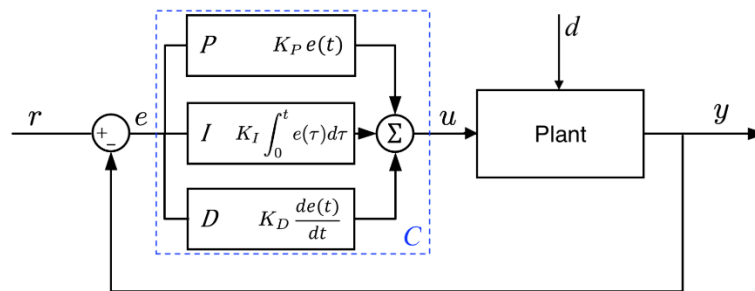 d
P K_P e(t)
r + − e I K_I ∫_0^t e(τ)dτ Σ u Plant y
D K_D de(t)/dt
C